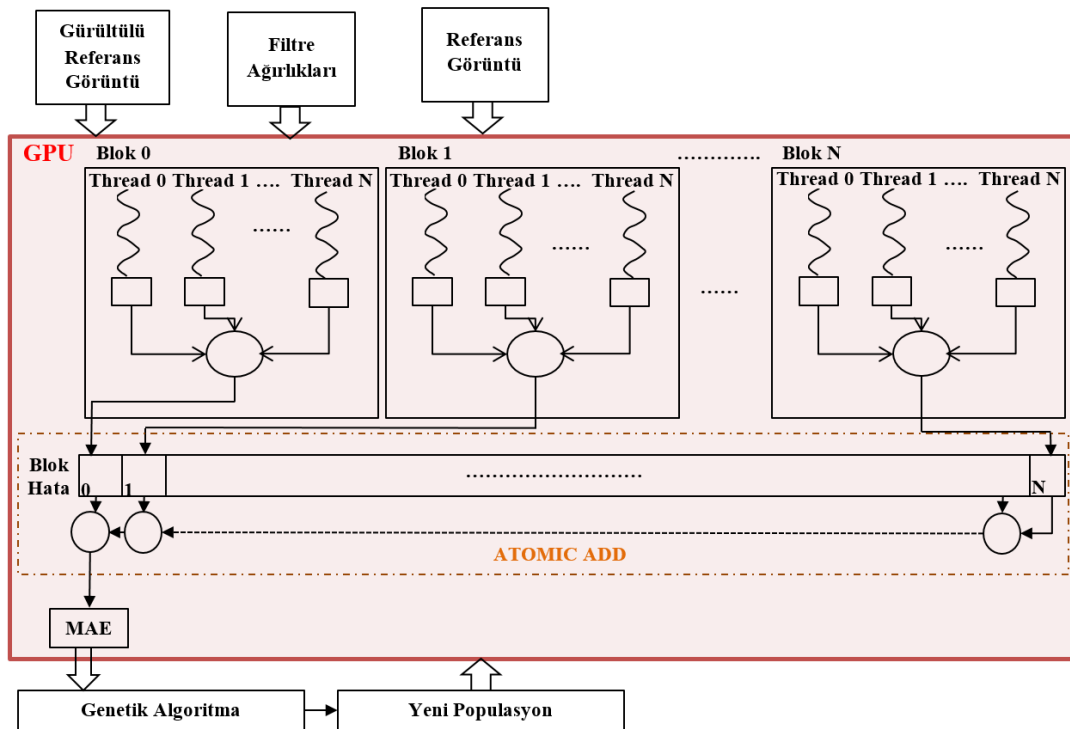 Gürültülü
Referans
Görüntü
Filtre
Ağırlıkları
Referans
Görüntü
GPU
Blok 0
Blok 1
............. Blok N
Thread 0 Thread 1 .... Thread N
Thread 0 Thread 1 .... Thread N
Thread 0 Thread 1 .... Thread N
......
......
......
......
Blok
Hata
0
1
..........................
N
ATOMIC ADD
MAE
Genetik Algoritma
Yeni Populasyon